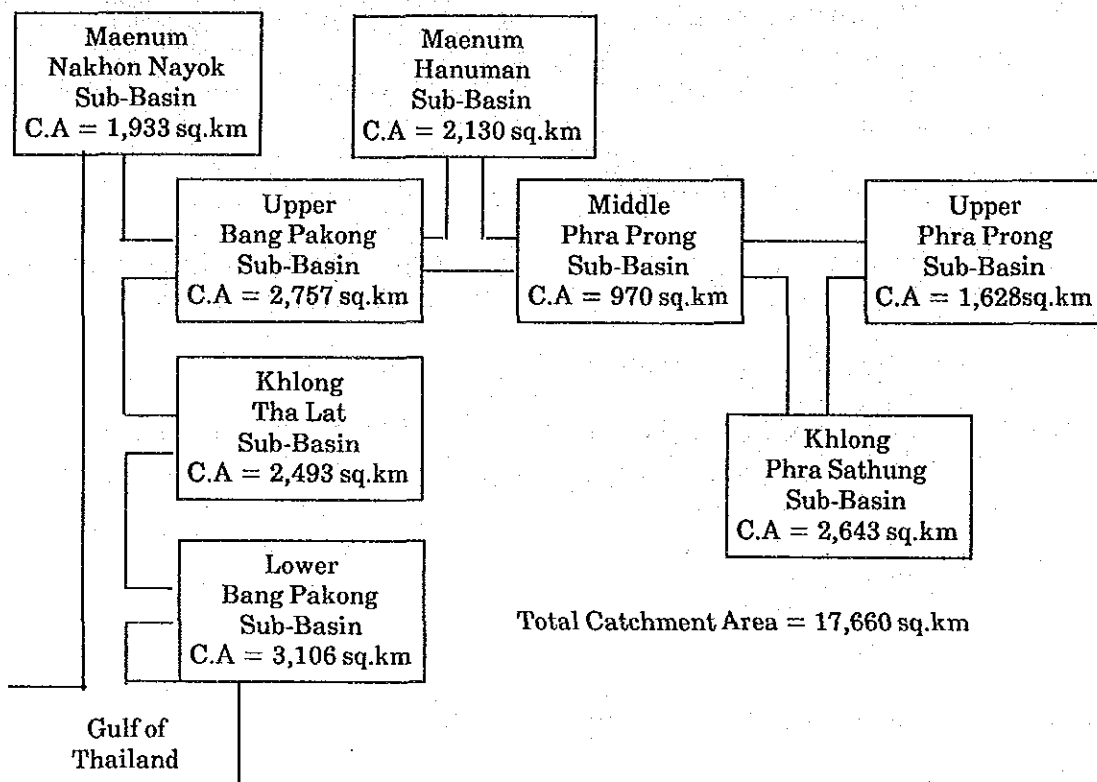 Maenum
Nakhon Nayok
Sub-Basin
C.A = 1,933 sq.km
Maenum
Hanuman
Sub-Basin
C.A = 2,130 sq.km
Upper
Bang Pakong
Sub-Basin
C.A = 2,757 sq.km
Middle
Phra Prong
Sub-Basin
C.A = 970 sq.km
Upper
Phra Prong
Sub-Basin
C.A = 1,628sq.km
Khlong
Tha Lat
Sub-Basin
C.A = 2,493 sq.km
Khlong
Phra Sathung
Sub-Basin
C.A = 2,643 sq.km
Lower
Bang Pakong
Sub-Basin
C.A = 3,106 sq.km
Total Catchment Area = 17,660 sq.km
Gulf of
Thailand